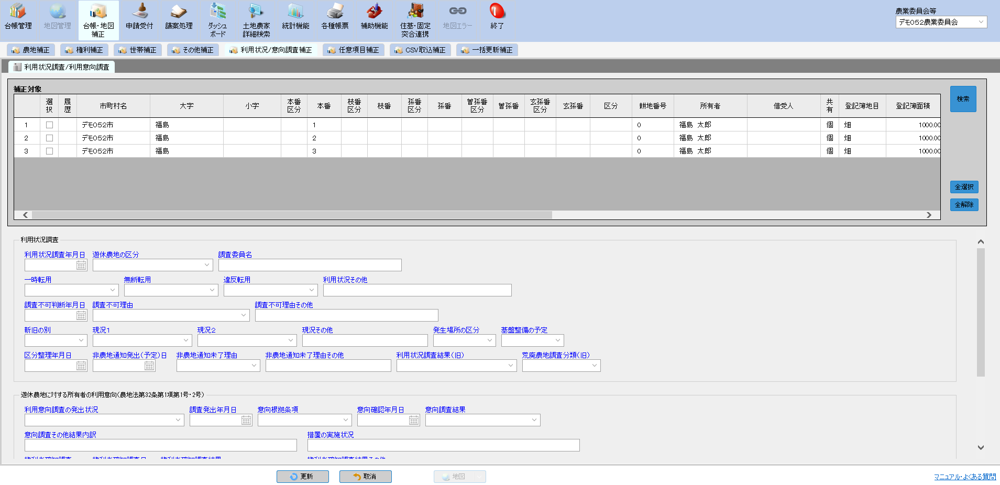 台帳管理 地図管理 台帳・地図 申請受付 議案処理 ダッシュ 土地農家 統計機能 各種帳票 補助機能 住基・固定 地図エラー 終了
補正 ボード 詳細検索 突合連携
農業委員会等
デモ052農業委員会
農地補正 権利補正 世帯補正 その他補正 利用状況/意向調査補正 任意項目補正 CSV取込補正 一括更新補正
利用状況調査/利用意向調査
補正対象
選択 履歴 市町村名 大字 小字 本番区分 本番 枝番区分 枝番 孫番区分 孫番 曽孫番区分 曽孫番 玄孫番区分 玄孫番 区分 耕地番号 所有者 借受人 共有 登記簿地目 登記簿面積
検索
1 デモ052市 福島 1 0 福島 太郎 個 畑 1000.00
2 デモ052市 福島 2 0 福島 太郎 個 畑 1000.00
3 デモ052市 福島 3 0 福島 太郎 個 畑 1000.00
全選択
全解除
利用状況調査
利用状況調査年月日 遊休農地の区分 調査委員名
一時転用 無断転用 違反転用 利用状況その他
調査不可判断年月日 調査不可理由 調査不可理由その他
新旧の別 現況1 現況2 現況その他 発生場所の区分 基盤整備の予定
区分整理年月日 非農地通知発出(予定)日 非農地通知未了理由 非農地通知未了理由その他 利用状況調査結果(旧) 荒廃農地調査分類(旧)
遊休農地に対する所有者の利用意向(農地法第32条第1項第1号・2号)
利用意向調査の発出状況 調査発出年月日 意向根拠条項 意向確認年月日 意向調査結果
意向調査その他結果内訳 措置の実施状況
更新 取消 地図
マニュアル・よくある質問